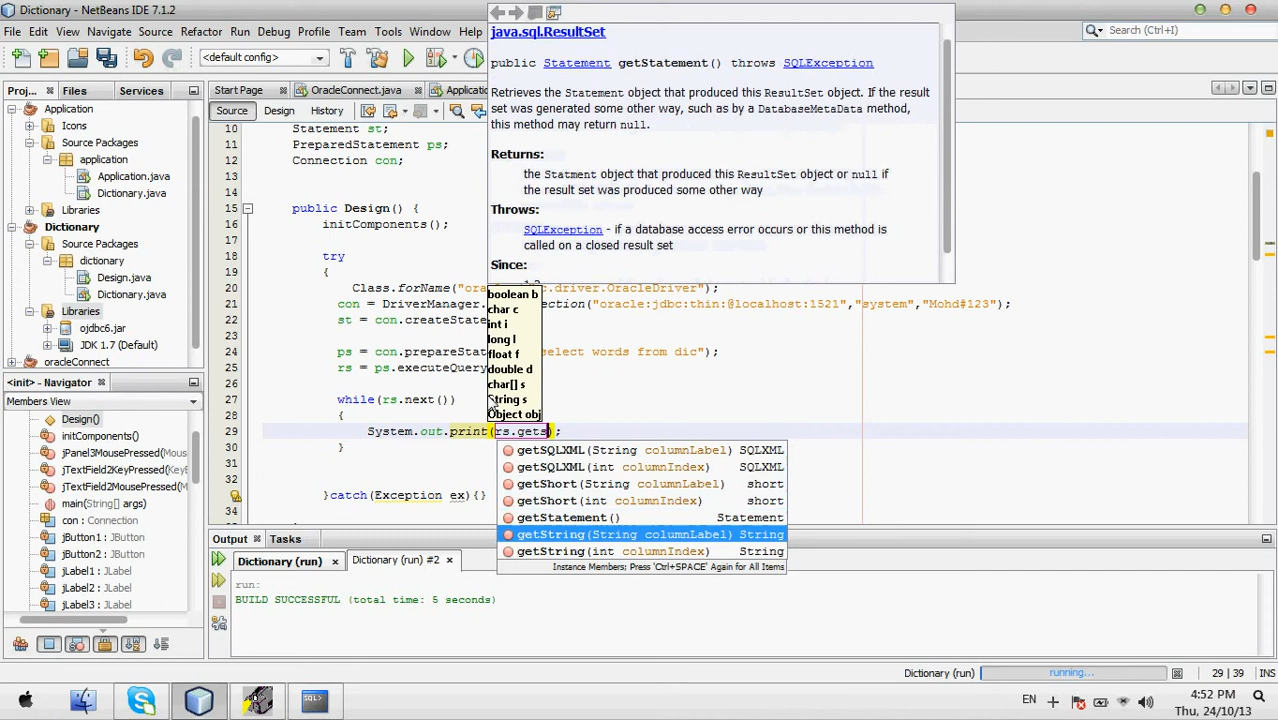 Dictionary - NetBeans IDE 7.1.2
File Edit View Navigate Source Refactor Run Debug Profile Team Tools Window Help
<default config>
Search (Ctrl+I)
Proj... Files Services
Application
Icons
Source Packages
application
Application.java
Dictionary.java
Libraries
Dictionary
Source Packages
dictionary
Design.java
Dictionary.java
Libraries
ojdbc6.jar
JDK 1.7 (Default)
oracleConnect
<init> - Navigator
Members View
Design()
initComponents()
jPanel3MousePressed(
jTextField2KeyPressed(
jTextField2MousePressed(
main(String[] args)
con : Connection
jButton1 : JButton
jButton2 : JButton
jLabel1 : JLabel
jLabel2 : JLabel
jLabel3 : JLabel
Start Page OracleConnect.java
Source Design History
java.sql.ResultSet
public Statement getStatement() throws SQLException
Retrieves the Statement object that produced this ResultSet object. If the result
set was generated some other way, such as by a DatabaseMetaData method,
this method may return null.
Returns:
the Statment object that produced this ResultSet object or null if
the result set was produced some other way
Throws:
SQLException - if a database access error occurs or this method is
called on a closed result set
Since:
10 Statement st;
11 PreparedStatement ps;
12 Connection con;
13
14
15 public Design() {
16 initComponents();
17
18 try
19 {
20 Class.forName("or .driver.OracleDriver");
21 con = DriverManager. ection("oracle:jdbc:thin:@localhost:1521","system","Mohd#123")
22 st = con.createState
23
24 ps = con.prepareStat select words from dic");
25 rs = ps.executeQuery
26
27 while(rs.next())
28 {
29 System.out.print(rs.gets);
30 }
31
32
}catch(Exception ex){}
34
boolean b
char c
int i
long l
float f
double d
char[] s
String s
Object obj
getSQLXML(String columnLabel) SQLXML
getSQLXML(int columnIndex) SQLXML
getShort(String columnLabel) short
getShort(int columnIndex) short
getStatement() Statement
getString(String columnLabel) String
getString(int columnIndex) String
Instance Members; Press 'Ctrl+SPACE' Again for All Items
Output Tasks
Dictionary (run) Dictionary (run) #2
run:
BUILD SUCCESSFUL (total time: 5 seconds)
Dictionary (run) running... 29 | 39 INS
SQL>
EN
4:52 PM
Thu, 24/10/13